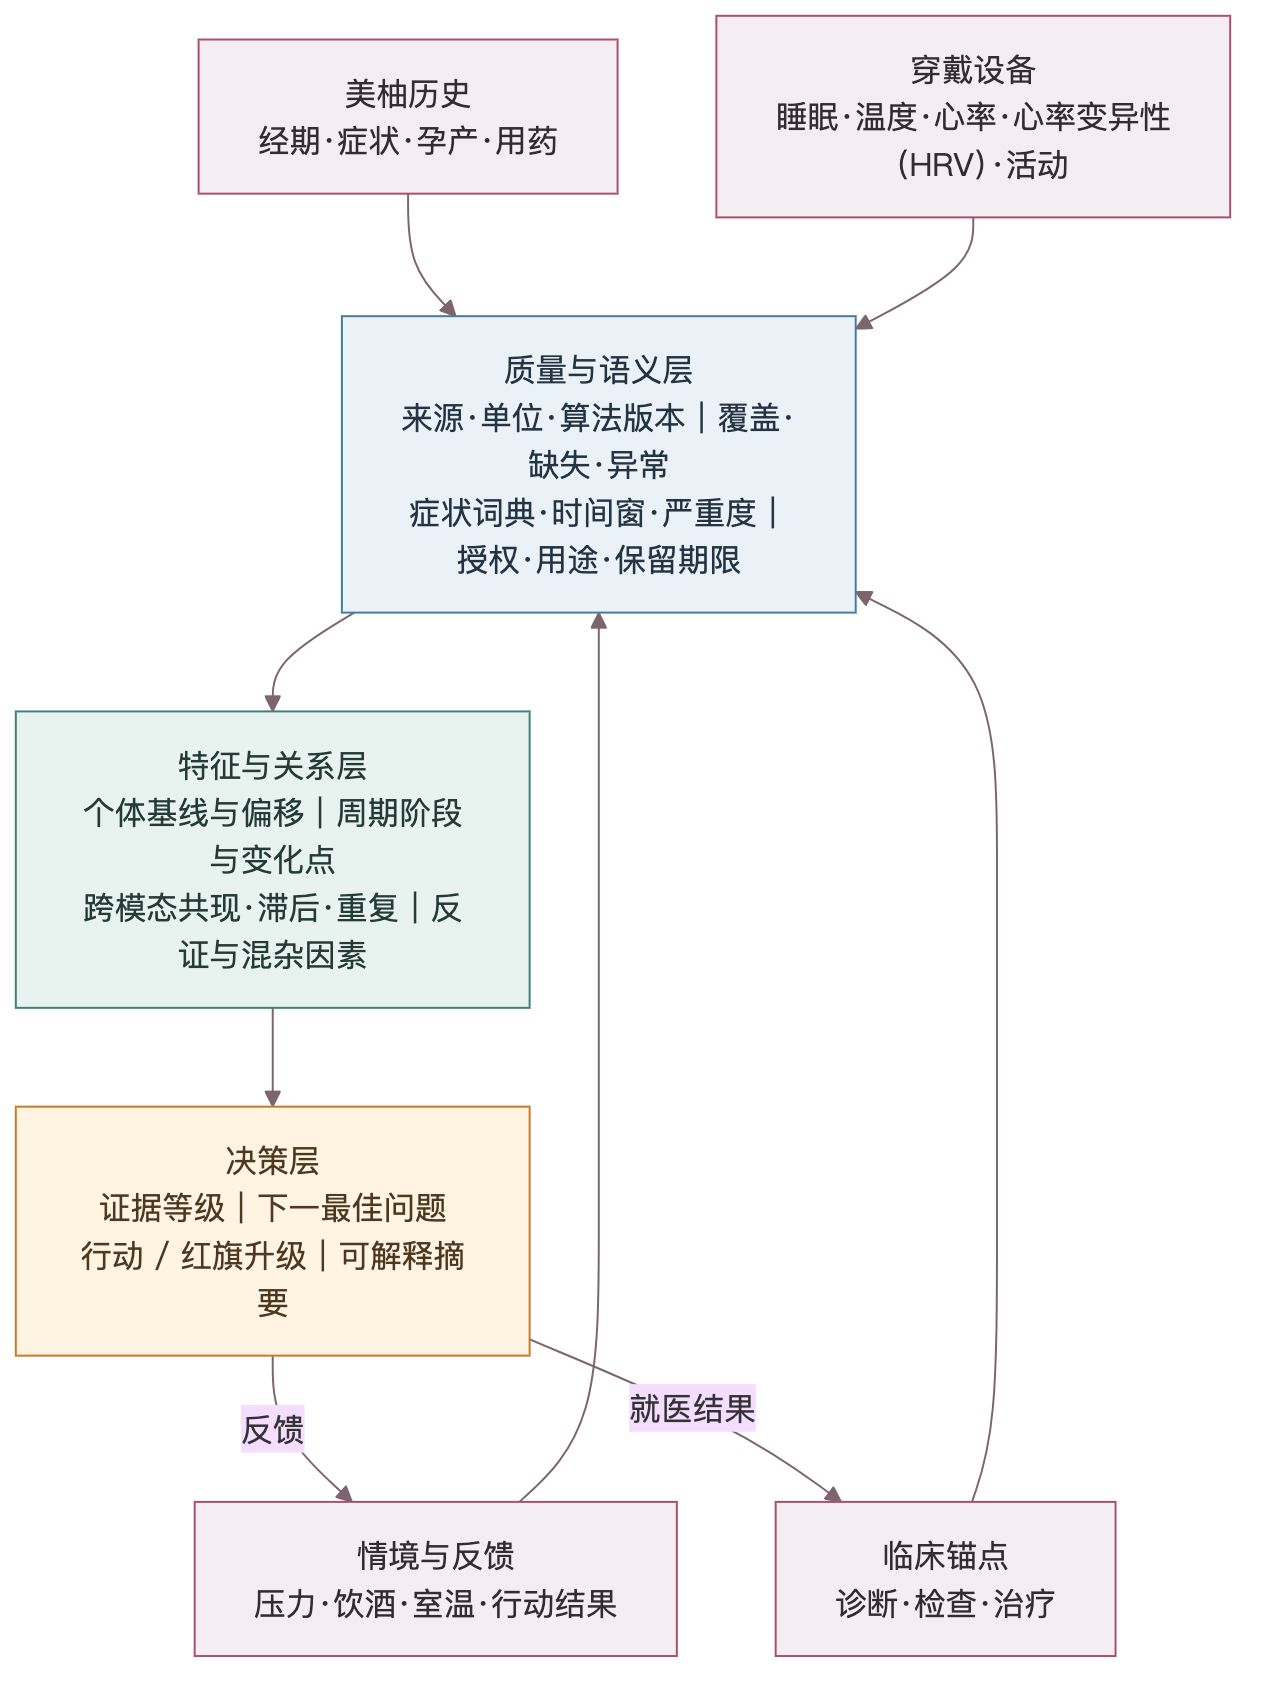 美柚历史
经期·症状·孕产·用药
穿戴设备
睡眠·温度·心率·心率变异性
(HRV)·活动
质量与语义层
来源·单位·算法版本｜覆盖·
缺失·异常
症状词典·时间窗·严重度｜
授权·用途·保留期限
特征与关系层
个体基线与偏移｜周期阶段
与变化点
跨模态共现·滞后·重复｜反
证与混杂因素
决策层
证据等级｜下一最佳问题
行动 / 红旗升级｜可解释摘
要
就医结果
反馈
情境与反馈
压力·饮酒·室温·行动结果
临床锚点
诊断·检查·治疗